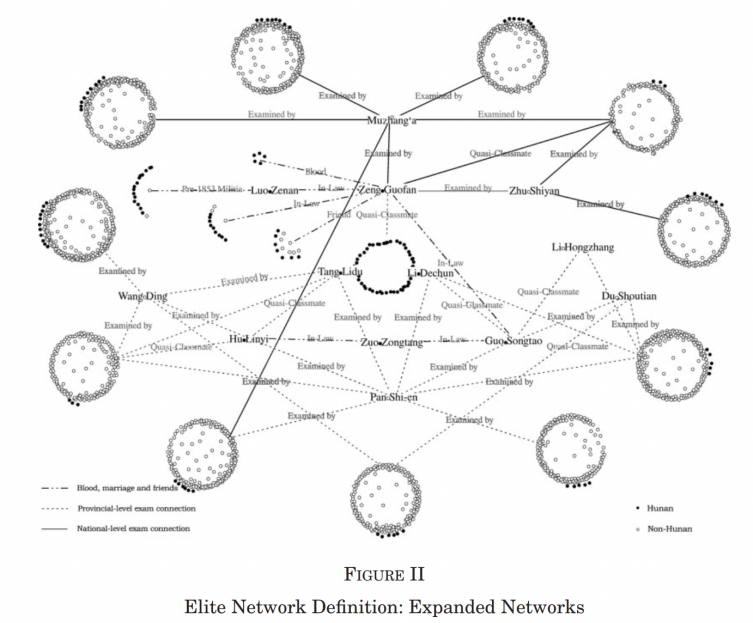 Examined by
Examined by
Examined by
Muzhang'a
Examined by
Examined by
Quasi-Classmate
Examined by
Blood
Pre-1853 Militia
Luo Zenan
In-Law
Zeng Guofan
Examined by
Zhu Shiyan
In-Law
Examined by
Friend
Quasi-Classmate
Li Hongzhang
Examined by
Examined by
Tang Lidu
Li Dechun
In-Law
Wang Ding
Quasi-Classmate
Quasi-Classmate
Quasi-Classmate
Du Shoutian
Examined by
Examined by
Examined by
Examined by
Examined by
Examined by
Quasi-Classmate
Hu Linyi
In-Law
Zuo Zongtang
In-Law
Guo Songtao
Quasi-Classmate
Examined by
Examined by
Examined by
Examined by
Pan Shi-en
Examined by
Examined by
Blood, marriage and friends
Provincial-level exam connection
National-level exam connection
Hunan
Non-Hunan
FIGURE II
Elite Network Definition: Expanded Networks